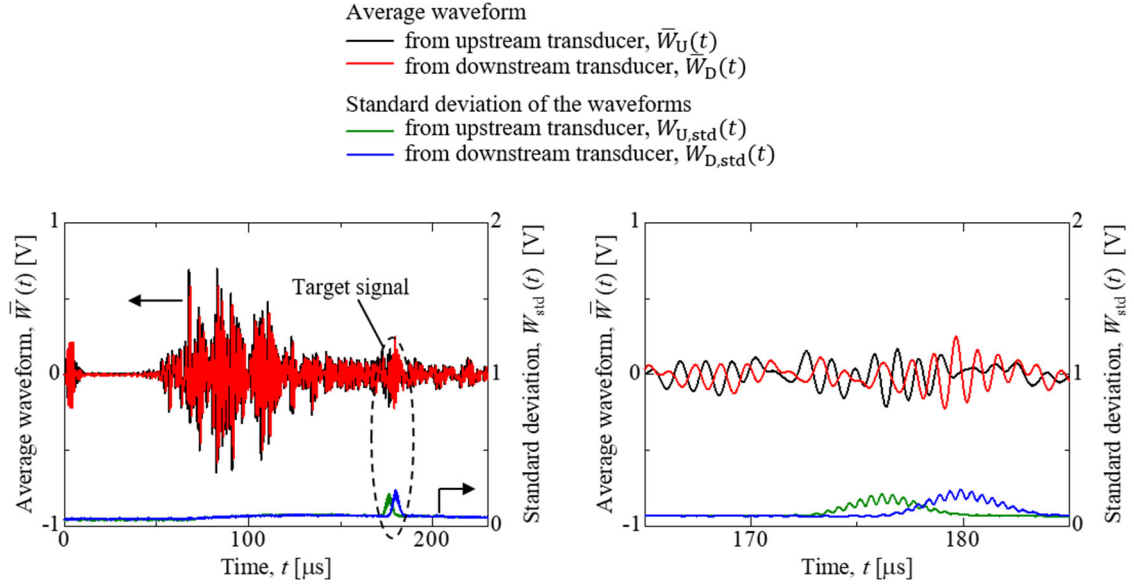 Average waveform
from upstream transducer, W̅U(t)
from downstream transducer, W̅D(t)
Standard deviation of the waveforms
from upstream transducer, WU,std(t)
from downstream transducer, WD,std(t)
Average waveform, W̅ (t) [V]
1
0
-1
Target signal
2
1
0
Standard deviation, Wstd (t) [V]
0
100
200
Time, t [μs]
Average waveform, W̅ (t) [V]
1
0
-1
2
1
0
Standard deviation, Wstd (t) [V]
170
180
Time, t [μs]